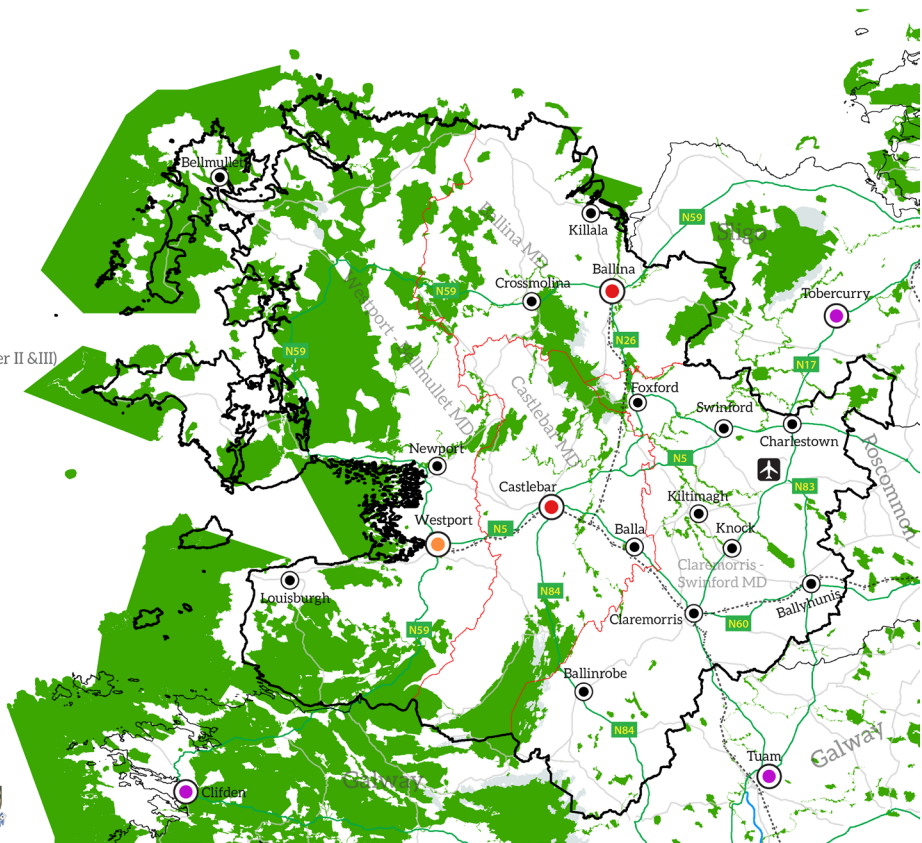 Bellmullet
Killala
N59
Sligo
Ballina MD
Ballina
Crossmolina
N59
Tobercurry
er II &III)
N59
N26
N17
Westport - Bellmullet MD
Castlebar MD
Foxford
Swinford
Charlestown
Roscommon
Newport
N5
N83
Castlebar
Kiltimagh
Westport
N5
Balla
Knock
Claremorris -
Swinford MD
Louisburgh
N84
Ballyhunis
Claremorris
N60
N59
Ballinrobe
N84
Galway
Tuam
Galway
Clifden